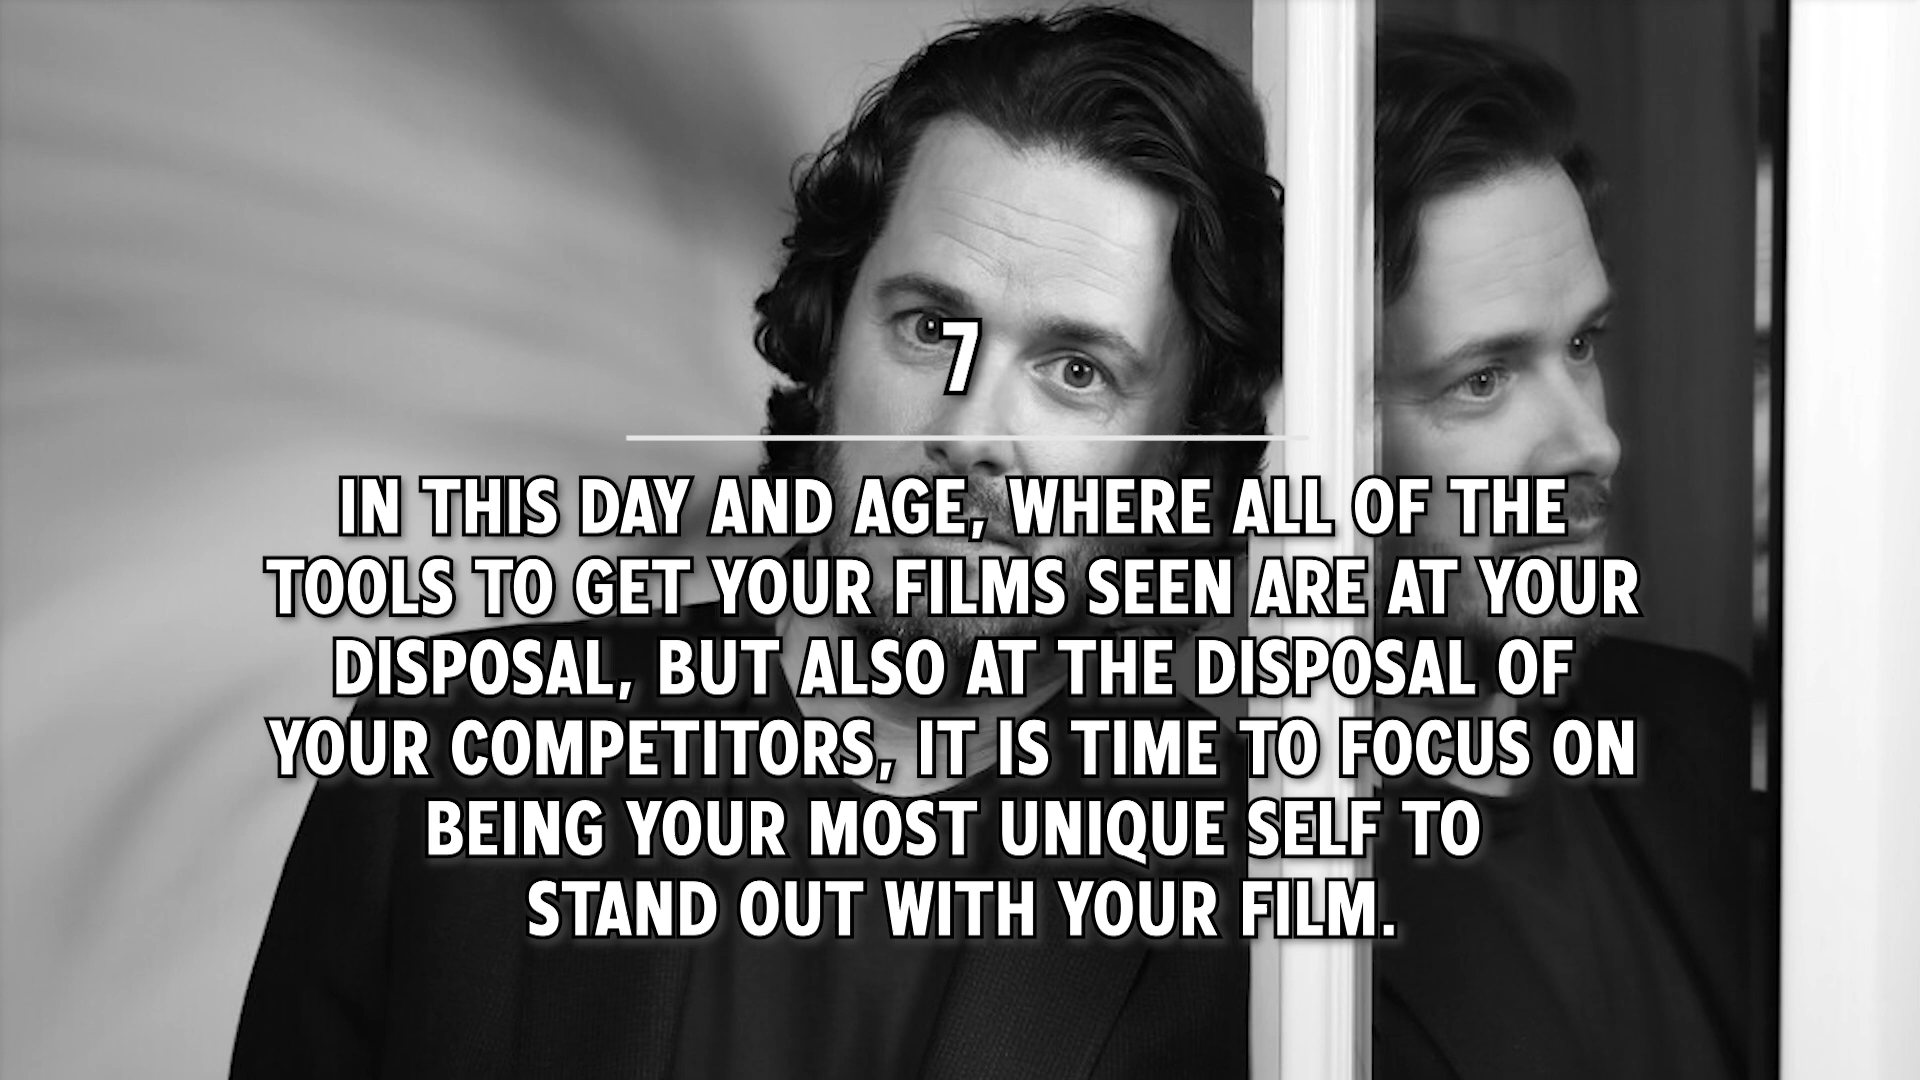 7
IN THIS DAY AND AGE, WHERE ALL OF THE
TOOLS TO GET YOUR FILMS SEEN ARE AT YOUR
DISPOSAL, BUT ALSO AT THE DISPOSAL OF
YOUR COMPETITORS, IT IS TIME TO FOCUS ON
BEING YOUR MOST UNIQUE SELF TO
STAND OUT WITH YOUR FILM.